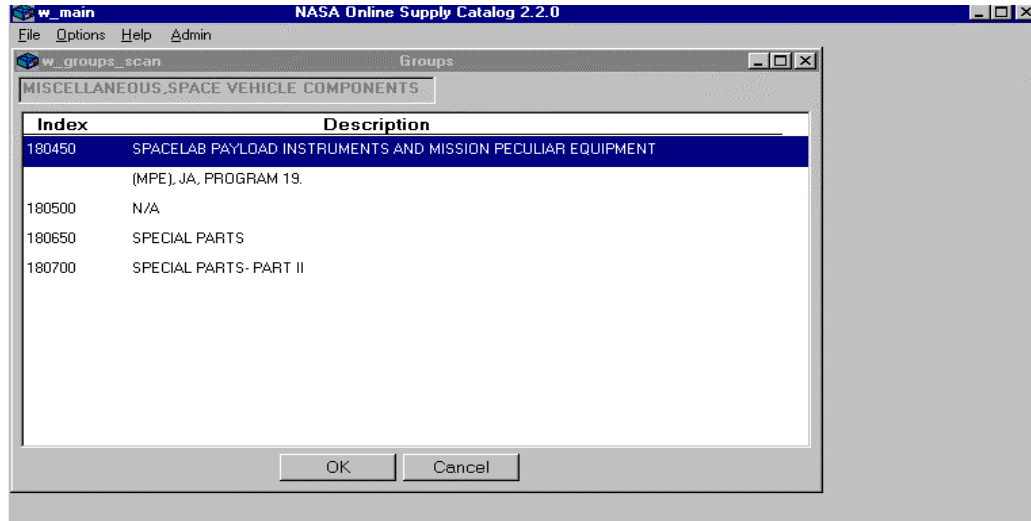 w_main NASA Online Supply Catalog 2.2.0
File Options Help Admin
w_groups_scan Groups
MISCELLANEOUS,SPACE VEHICLE COMPONENTS
Index Description
180450 SPACELAB PAYLOAD INSTRUMENTS AND MISSION PECULIAR EQUIPMENT
(MPE), JA, PROGRAM 19.
180500 N/A
180650 SPECIAL PARTS
180700 SPECIAL PARTS- PART II
OK Cancel